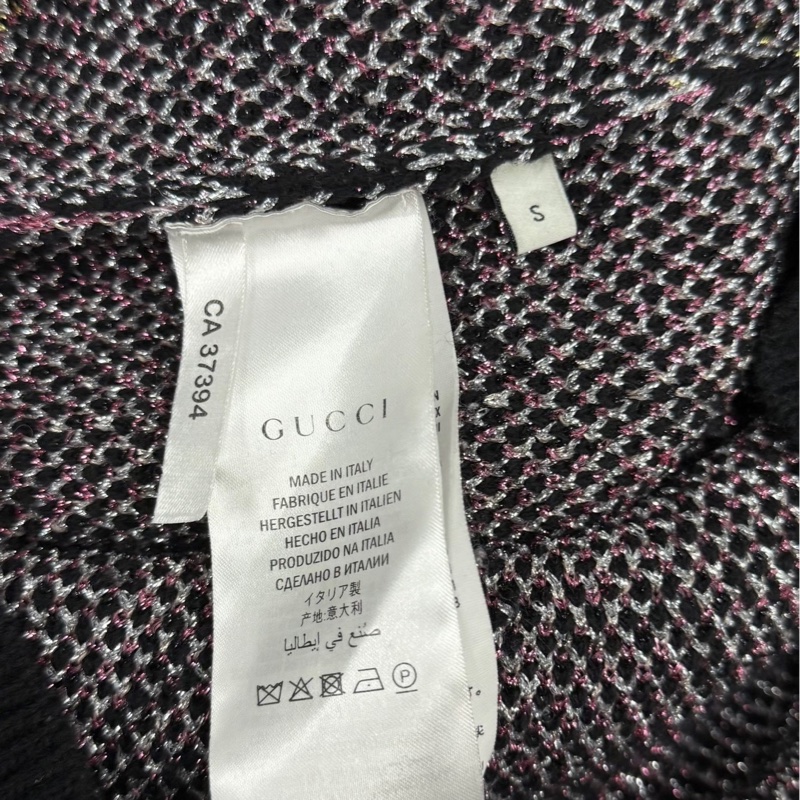 S
CA 37394
GUCCI
MADE IN ITALY
FABRIQUE EN ITALIE
HERGESTELLT IN ITALIEN
HECHO EN ITALIA
PRODUZIDO NA ITALIA
СДЕЛАНО В ИТАЛИИ
イタリア製
产地:意大利
صُنع في إيطاليا
P